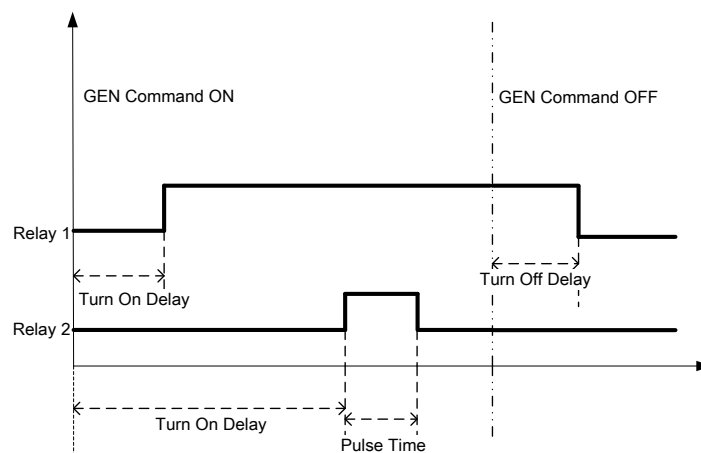 GEN Command ON
GEN Command OFF
Relay 1
Turn On Delay
Turn Off Delay
Relay 2
Turn On Delay
Pulse Time